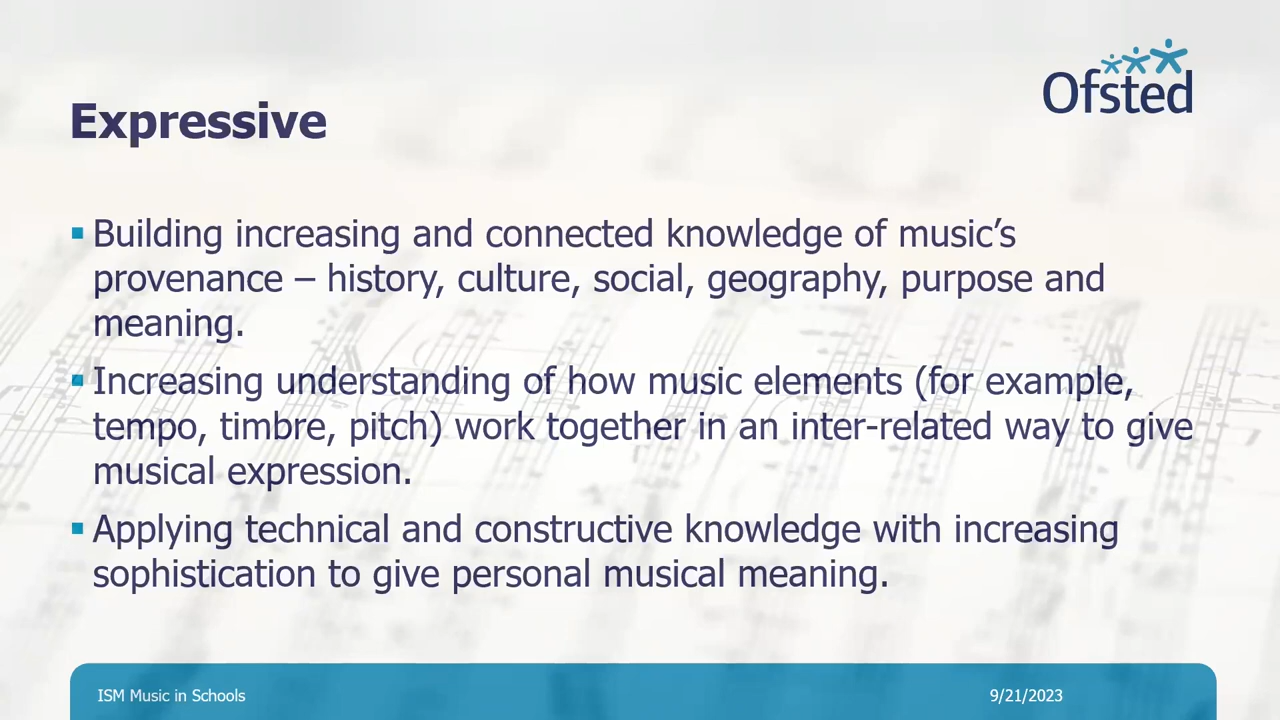 Ofsted
Expressive
Building increasing and connected knowledge of music’s
provenance – history, culture, social, geography, purpose and
meaning.
Increasing understanding of how music elements (for example,
tempo, timbre, pitch) work together in an inter-related way to give
musical expression.
Applying technical and constructive knowledge with increasing
sophistication to give personal musical meaning.
ISM Music in Schools
9/21/2023